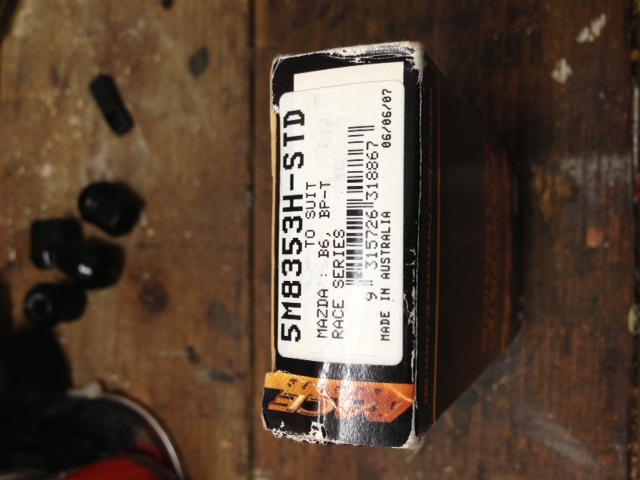 5M8353H-STD
TO SUIT
MAZDA : B6, BP-T
RACE SERIES
9 315726 318867
MADE IN AUSTRALIA 06/06/07